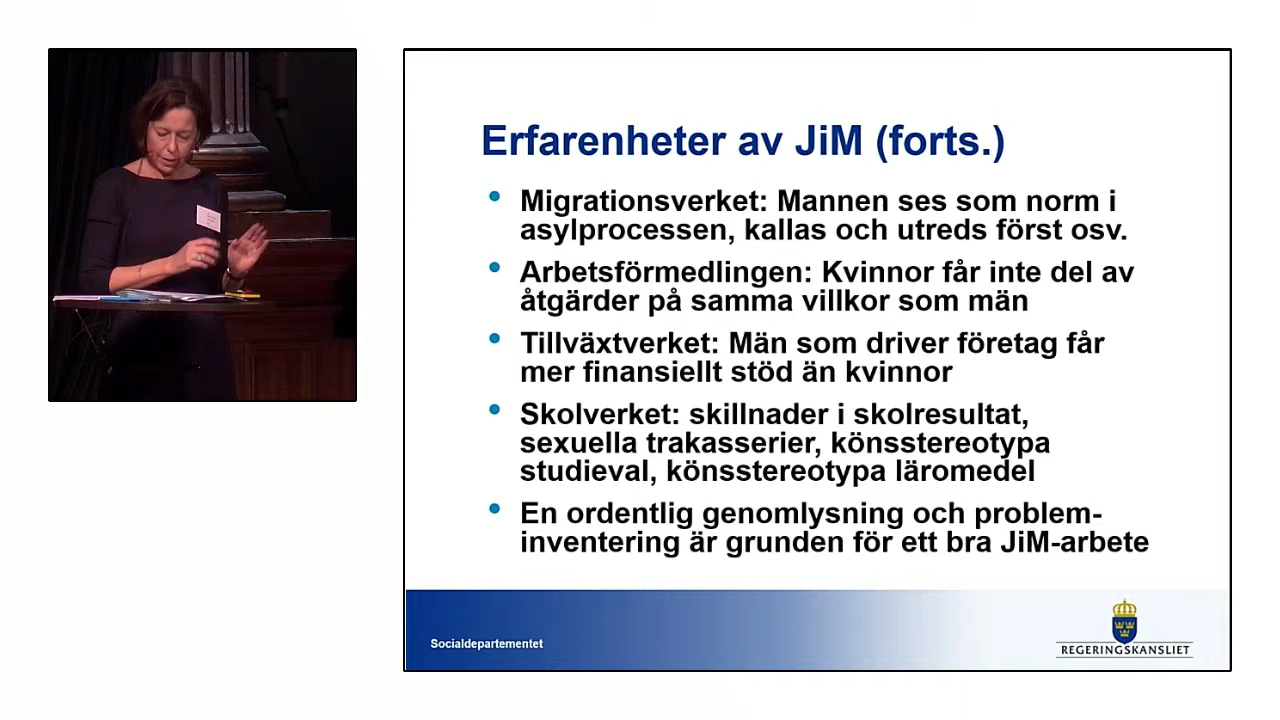 Erfarenheter av JiM (forts.)
• Migrationsverket: Mannen ses som norm i
asylprocessen, kallas och utreds först osv.
• Arbetsförmedlingen: Kvinnor får inte del av
åtgärder på samma villkor som män
• Tillväxtverket: Män som driver företag får
mer finansiellt stöd än kvinnor
• Skolverket: skillnader i skolresultat,
sexuella trakasserier, könsstereotypa
studieval, könsstereotypa läromedel
• En ordentlig genomlysning och problem-
inventering är grunden för ett bra JiM-arbete
Socialdepartementet
REGERINGSKANSLIET